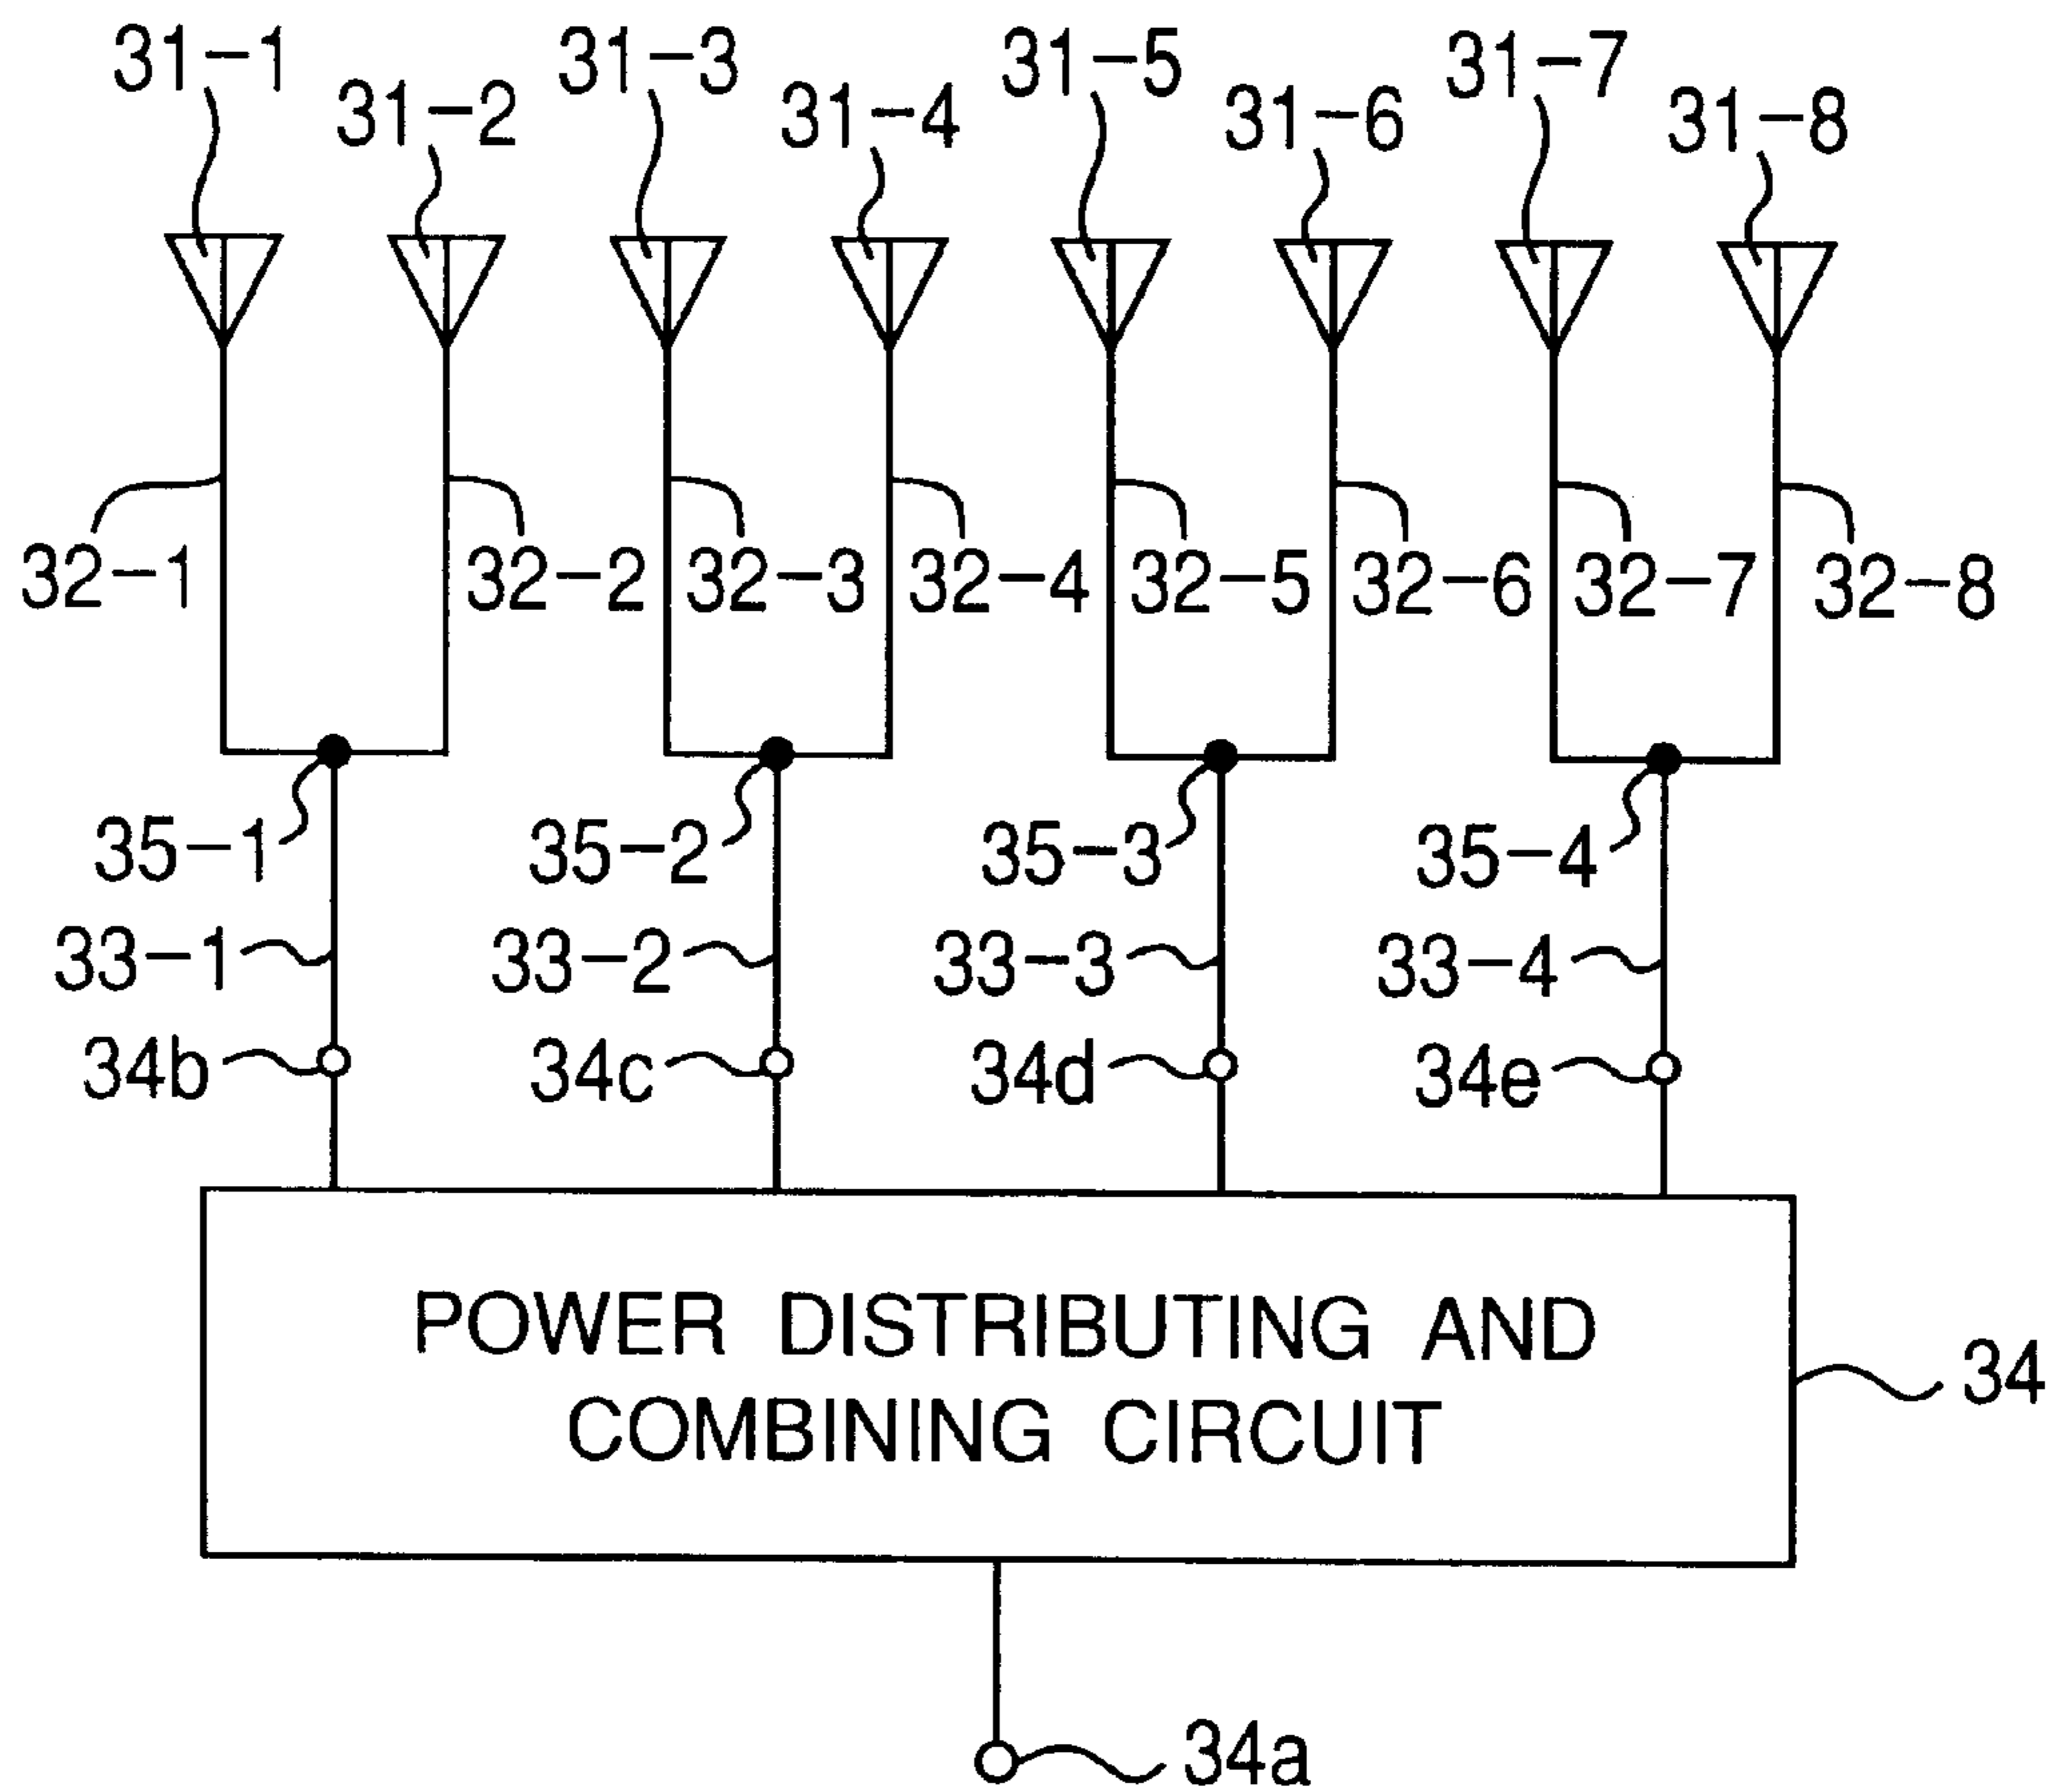 31-1 31-3 31-5 31-7
31-2 31-4 31-6 31-8
32-1 32-2 32-3 32-4 32-5 32-6 32-7 32-8
35-1 35-2 35-3 35-4
33-1 33-2 33-3 33-4
34b 34c 34d 34e
POWER DISTRIBUTING AND
COMBINING CIRCUIT
34
34a